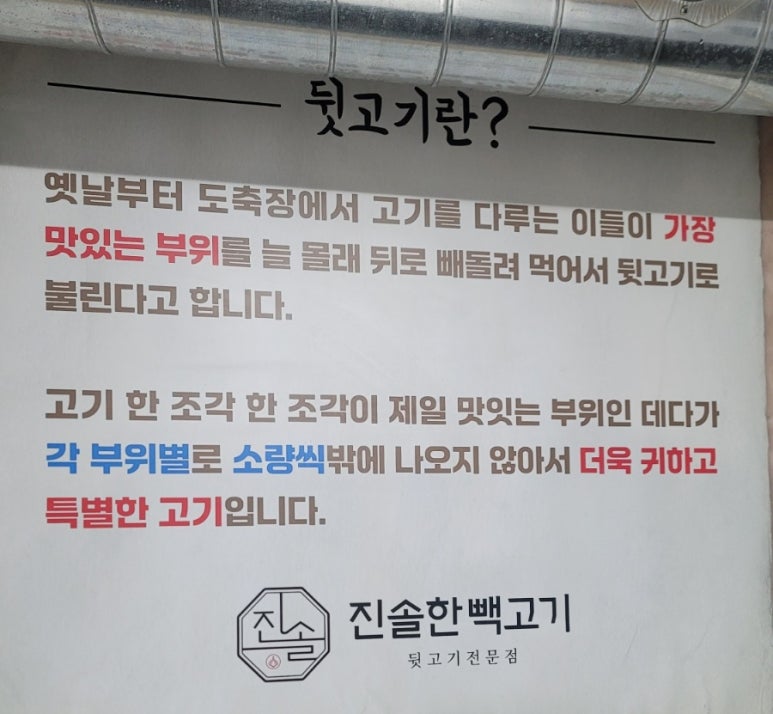 뒷고기란?
옛날부터 도축장에서 고기를 다루는 이들이 가장
맛있는 부위를 늘 몰래 뒤로 빼돌려 먹어서 뒷고기로
불린다고 합니다.
고기 한 조각 한 조각이 제일 맛잇는 부위인 데다가
각 부위별로 소량씩밖에 나오지 않아서 더욱 귀하고
특별한 고기입니다.
진솔
진솔한빽고기
뒷고기전문점